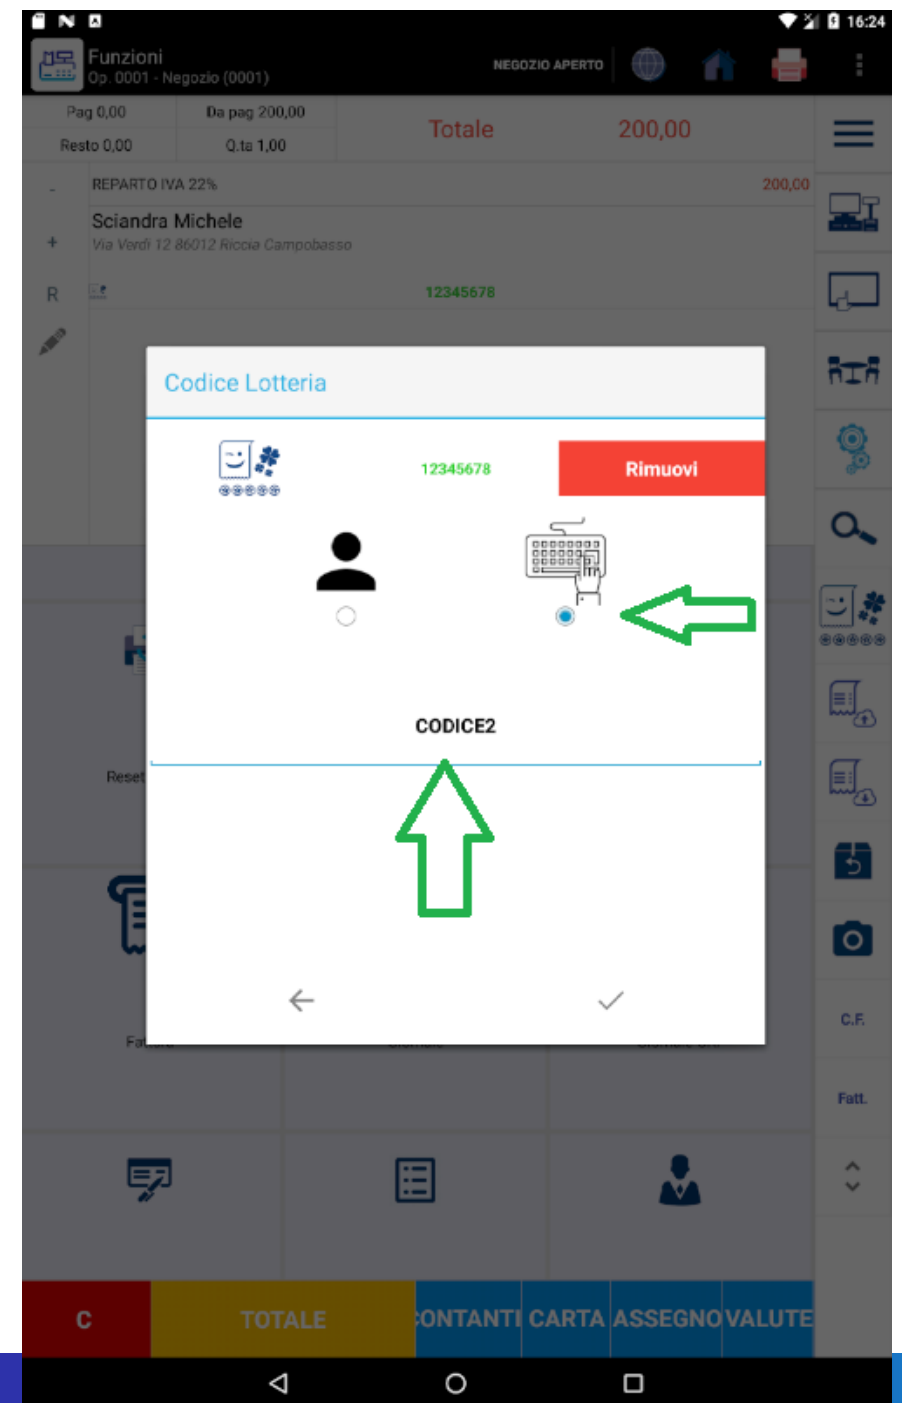 16:24
Funzioni
Op. 0001 - Negozio (0001)
NEGOZIO APERTO
Pag 0,00
Da pag 200,00
Totale 200,00
Resto 0,00
Q.ta 1,00
- REPARTO IVA 22% 200,00
Sciandra Michele
+ Via Verdi 12 86012 Riccia Campobasso
R 12345678
Codice Lotteria
12345678
Rimuovi
CODICE2
Reset
C.F.
Fatt.
C
TOTALE
CONTANTI
CARTA
ASSEGNO
VALUTE